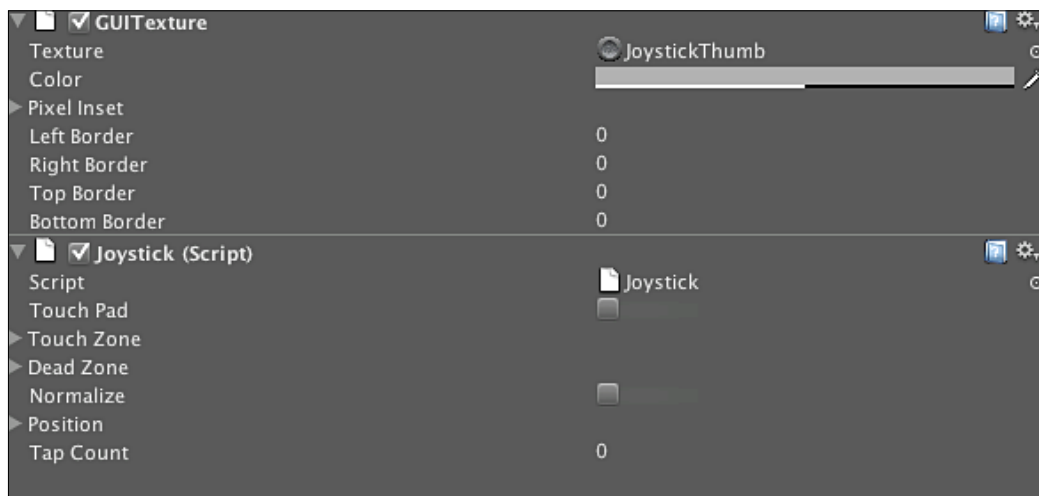 GUITexture
Texture JoystickThumb
Color
Pixel Inset
Left Border 0
Right Border 0
Top Border 0
Bottom Border 0
Joystick (Script)
Script Joystick
Touch Pad
Touch Zone
Dead Zone
Normalize
Position
Tap Count 0